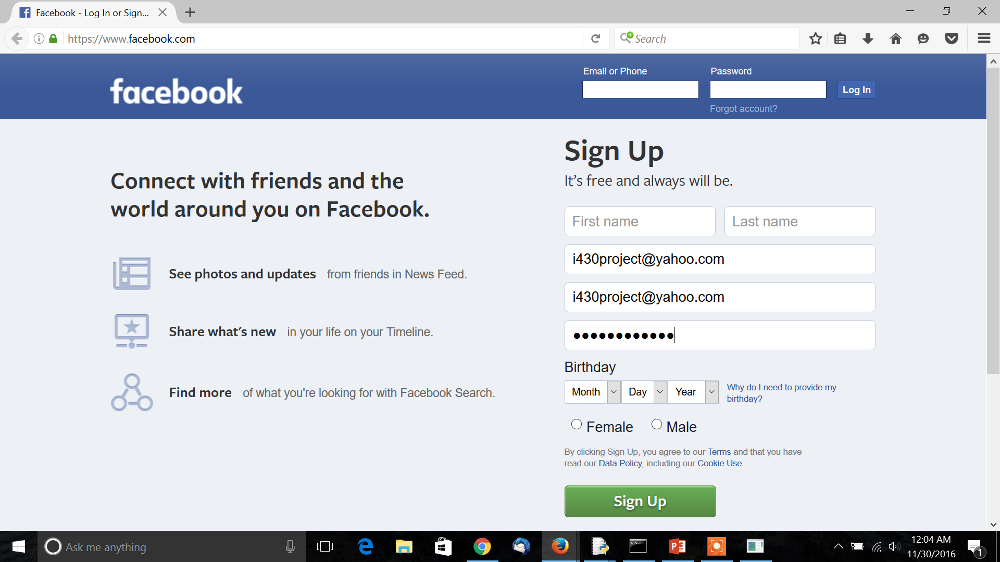 Facebook - Log In or Sign...
https://www.facebook.com
Search
facebook
Email or Phone
Password
Log In
Forgot account?
Connect with friends and the
world around you on Facebook.
See photos and updates from friends in News Feed.
Share what's new in your life on your Timeline.
Find more of what you're looking for with Facebook Search.
Sign Up
It's free and always will be.
First name
Last name
i430project@yahoo.com
i430project@yahoo.com
Birthday
Month Day Year
Why do I need to provide my
birthday?
Female Male
By clicking Sign Up, you agree to our Terms and that you have
read our Data Policy, including our Cookie Use.
Sign Up
Ask me anything
12:04 AM
11/30/2016
1